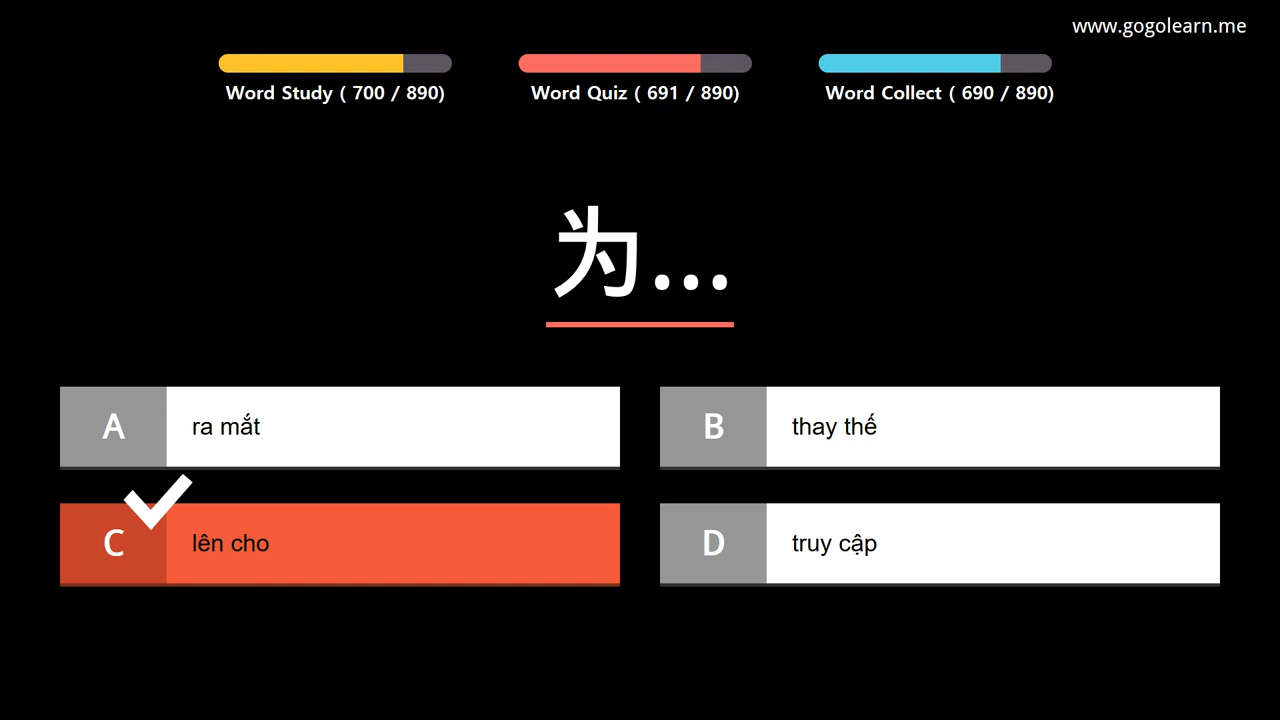 www.gogolearn.me
Word Study ( 700 / 890)
Word Quiz ( 691 / 890)
Word Collect ( 690 / 890)
为...
A
ra mắt
B
thay thế
C
lên cho
D
truy cập